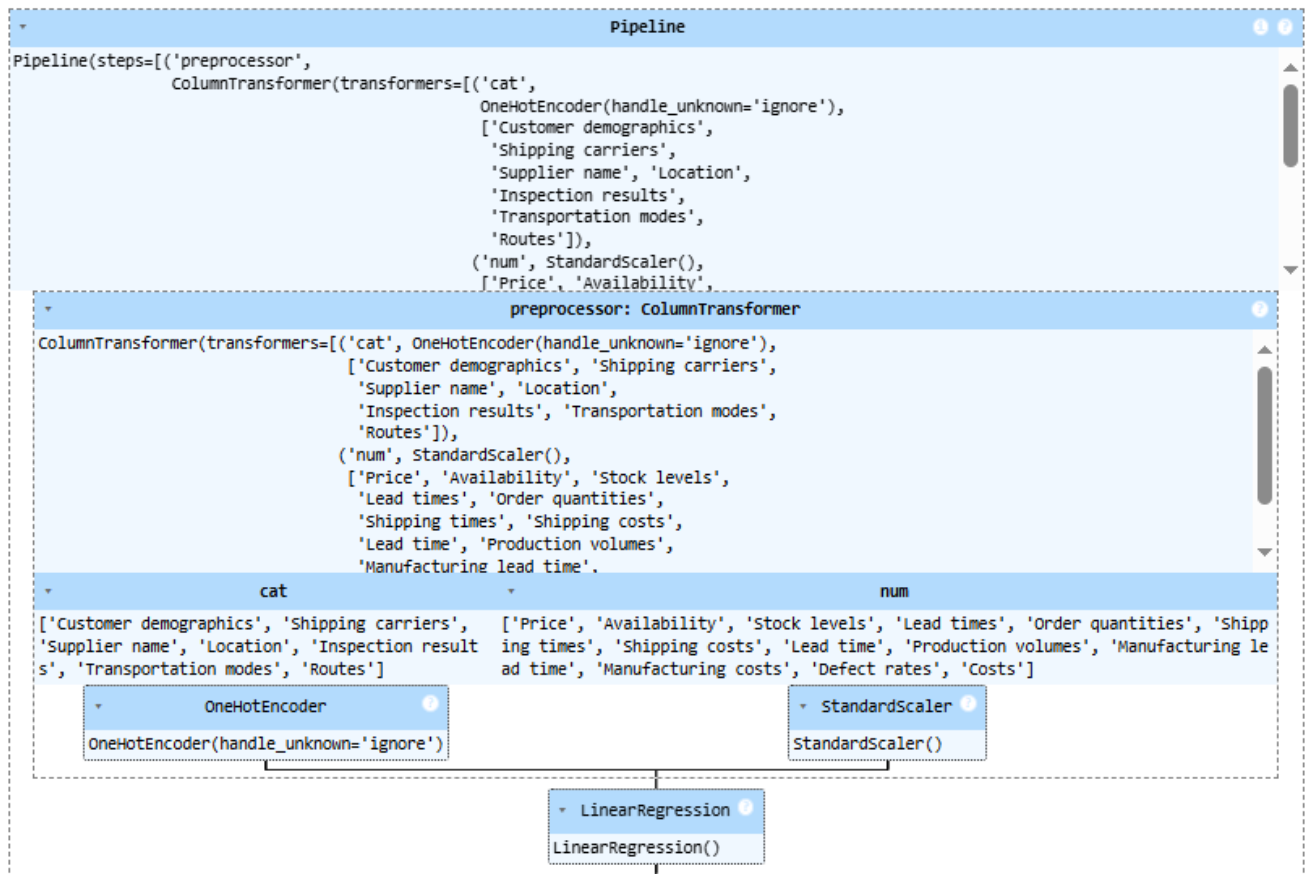 Pipeline
Pipeline(steps=[('preprocessor',
ColumnTransformer(transformers=[('cat',
OneHotEncoder(handle_unknown='ignore'),
['Customer demographics',
'Shipping carriers',
'Supplier name', 'Location',
'Inspection results',
'Transportation modes',
'Routes']),
('num', StandardScaler(),
['Price', 'Availability',
preprocessor: ColumnTransformer
ColumnTransformer(transformers=[('cat', OneHotEncoder(handle_unknown='ignore'),
['Customer demographics', 'Shipping carriers',
'Supplier name', 'Location',
'Inspection results', 'Transportation modes',
'Routes']),
('num', StandardScaler(),
['Price', 'Availability', 'Stock levels',
'Lead times', 'Order quantities',
'Shipping times', 'Shipping costs',
'Lead time', 'Production volumes',
'Manufacturing lead time',
cat
['Customer demographics', 'Shipping carriers',
'Supplier name', 'Location', 'Inspection result
s', 'Transportation modes', 'Routes']
num
['Price', 'Availability', 'Stock levels', 'Lead times', 'Order quantities', 'Shipp
ing times', 'Shipping costs', 'Lead time', 'Production volumes', 'Manufacturing le
ad time', 'Manufacturing costs', 'Defect rates', 'Costs']
OneHotEncoder
?
OneHotEncoder(handle_unknown='ignore')
StandardScaler
?
StandardScaler()
LinearRegression
?
LinearRegression()